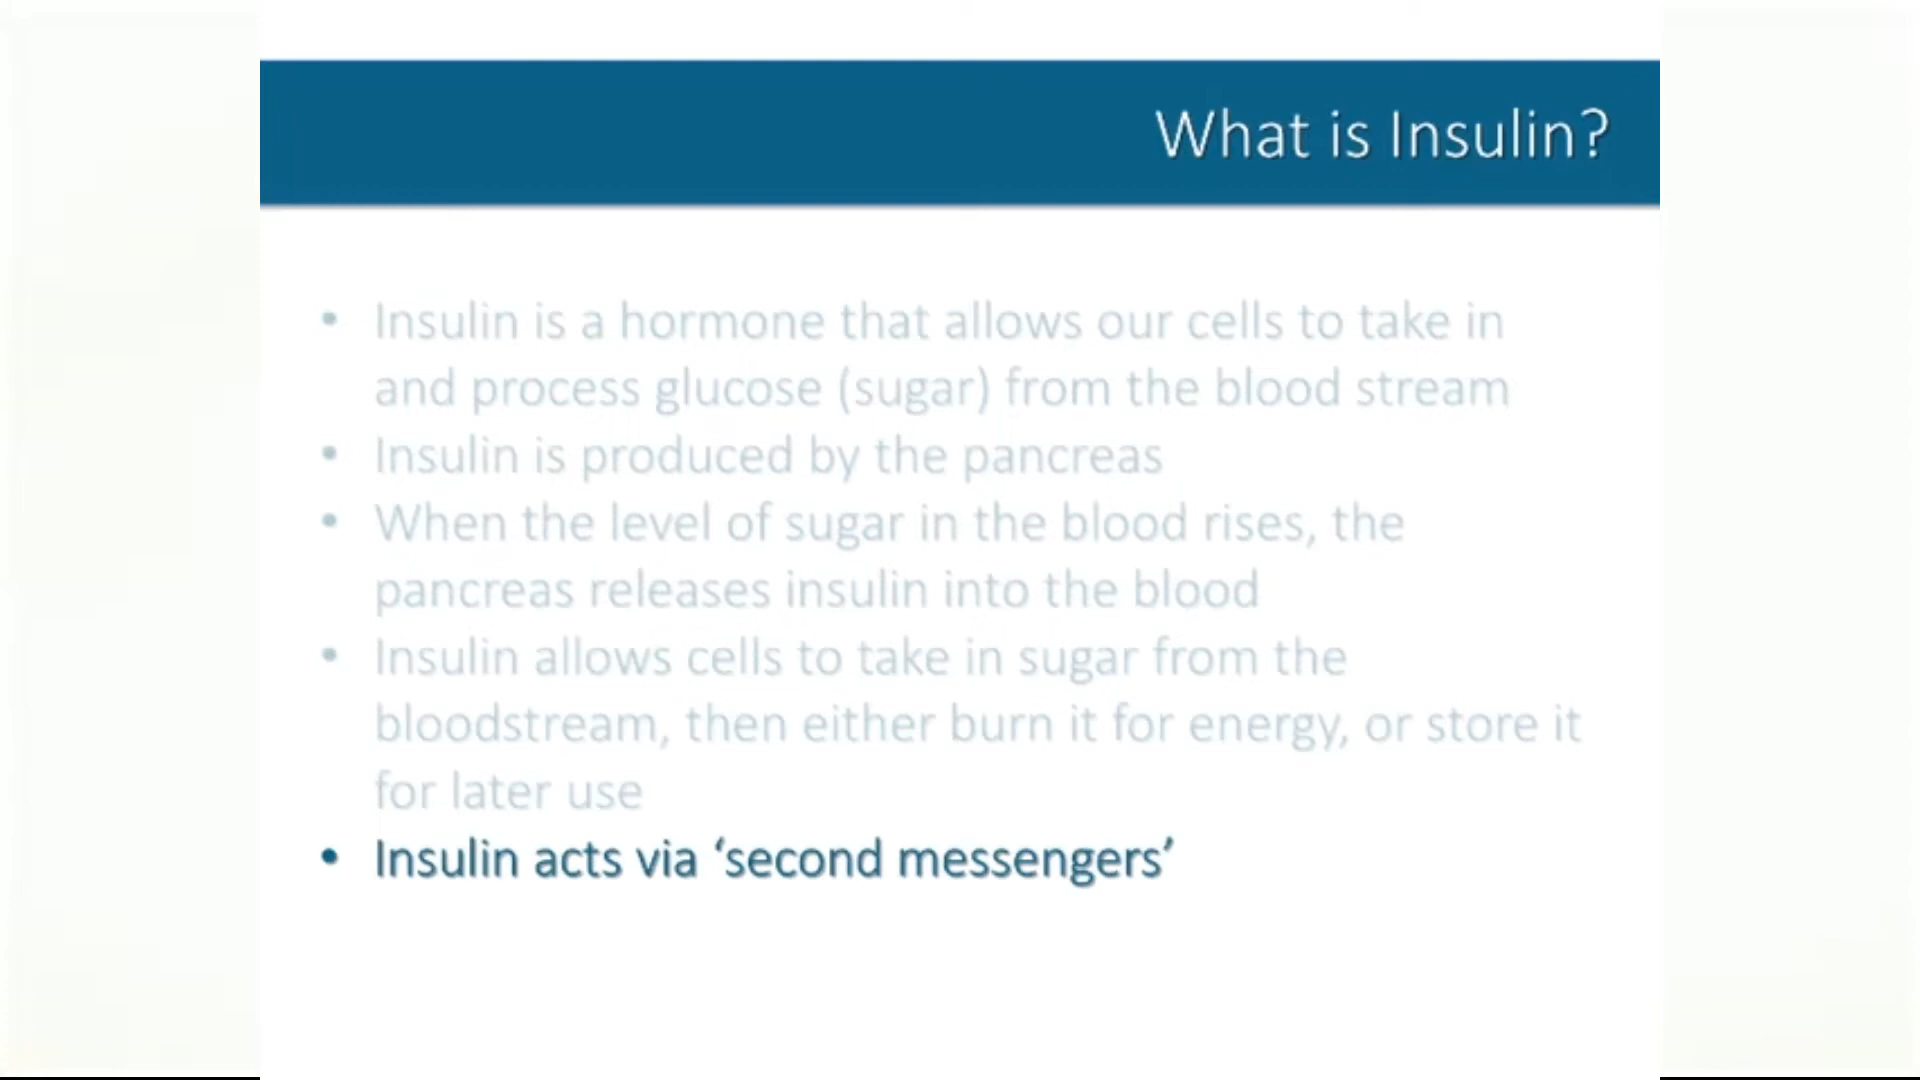 What is Insulin?
• Insulin is a hormone that allows our cells to take in
and process glucose (sugar) from the blood stream
• Insulin is produced by the pancreas
• When the level of sugar in the blood rises, the
pancreas releases insulin into the blood
• Insulin allows cells to take in sugar from the
bloodstream, then either burn it for energy, or store it
for later use
• Insulin acts via ‘second messengers’